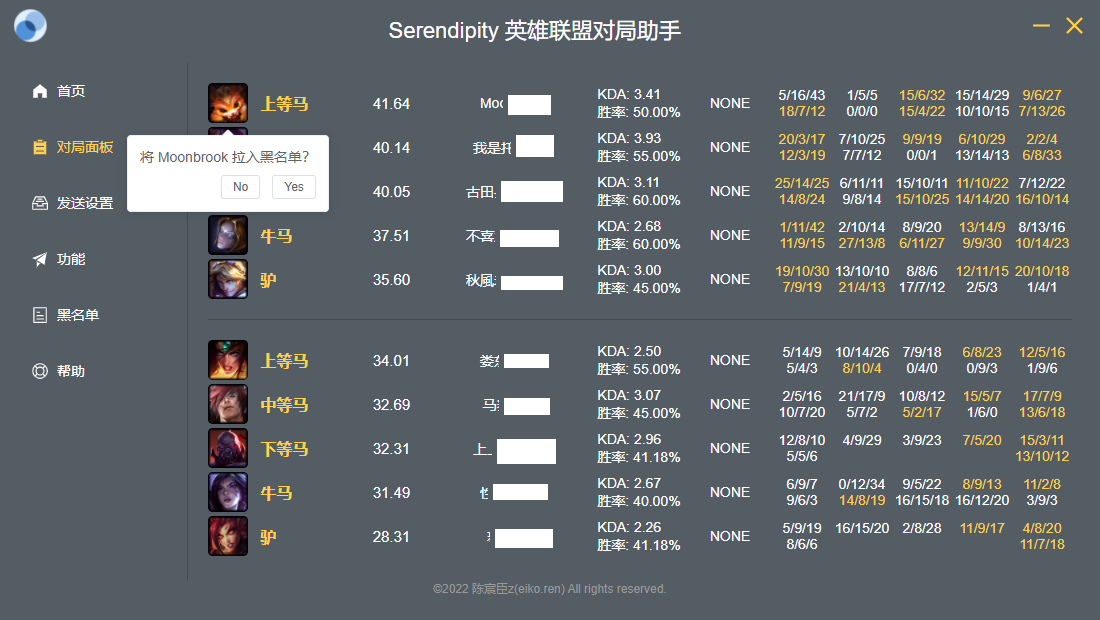 Serendipity 英雄联盟对局助手
首页
对局面板
发送设置
功能
黑名单
帮助
将 Moonbrook 拉入黑名单?
No Yes
上等马 41.64 Moo KDA: 3.41 胜率: 50.00% NONE 5/16/43 1/5/5 15/6/32 15/14/29 9/6/27
18/7/12 0/0/0 15/4/22 10/10/15 7/13/26
40.14 我是托 KDA: 3.93 胜率: 55.00% NONE 20/3/17 7/10/25 9/9/19 6/10/29 2/2/4
12/3/19 7/7/12 0/0/1 13/14/13 6/8/33
40.05 古田 KDA: 3.11 胜率: 60.00% NONE 25/14/25 6/11/11 15/10/11 11/10/22 7/12/22
14/8/24 9/8/14 15/10/25 14/14/20 16/10/14
牛马 37.51 不喜 KDA: 2.68 胜率: 60.00% NONE 1/11/42 2/10/14 8/9/20 13/14/9 8/13/16
11/9/15 27/13/8 6/11/27 9/9/30 10/14/23
驴 35.60 秋風 KDA: 3.00 胜率: 45.00% NONE 19/10/30 13/10/10 8/8/6 12/11/15 20/10/18
7/9/19 21/4/13 17/7/12 2/5/3 1/4/1
上等马 34.01 娄 KDA: 2.50 胜率: 55.00% NONE 5/14/9 10/14/26 7/9/18 6/8/23 12/5/16
5/4/3 8/10/4 0/4/0 0/9/3 1/9/6
中等马 32.69 马 KDA: 3.07 胜率: 45.00% NONE 2/5/16 21/17/9 10/8/12 15/5/7 17/7/9
10/7/20 5/7/2 5/2/17 1/6/0 13/6/18
下等马 32.31 上 KDA: 2.96 胜率: 41.18% NONE 12/8/10 4/9/29 3/9/23 7/5/20 15/3/11
5/5/6 13/10/12
牛马 31.49 KDA: 2.67 胜率: 40.00% NONE 6/9/7 0/12/34 9/5/22 8/9/13 11/2/8
9/6/3 14/8/19 16/15/18 16/12/20 3/9/3
驴 28.31 KDA: 2.26 胜率: 41.18% NONE 5/9/19 16/15/20 2/8/28 11/9/17 4/8/20
8/6/6 11/7/18
©2022 陈宸臣z(eiko.ren) All rights reserved.